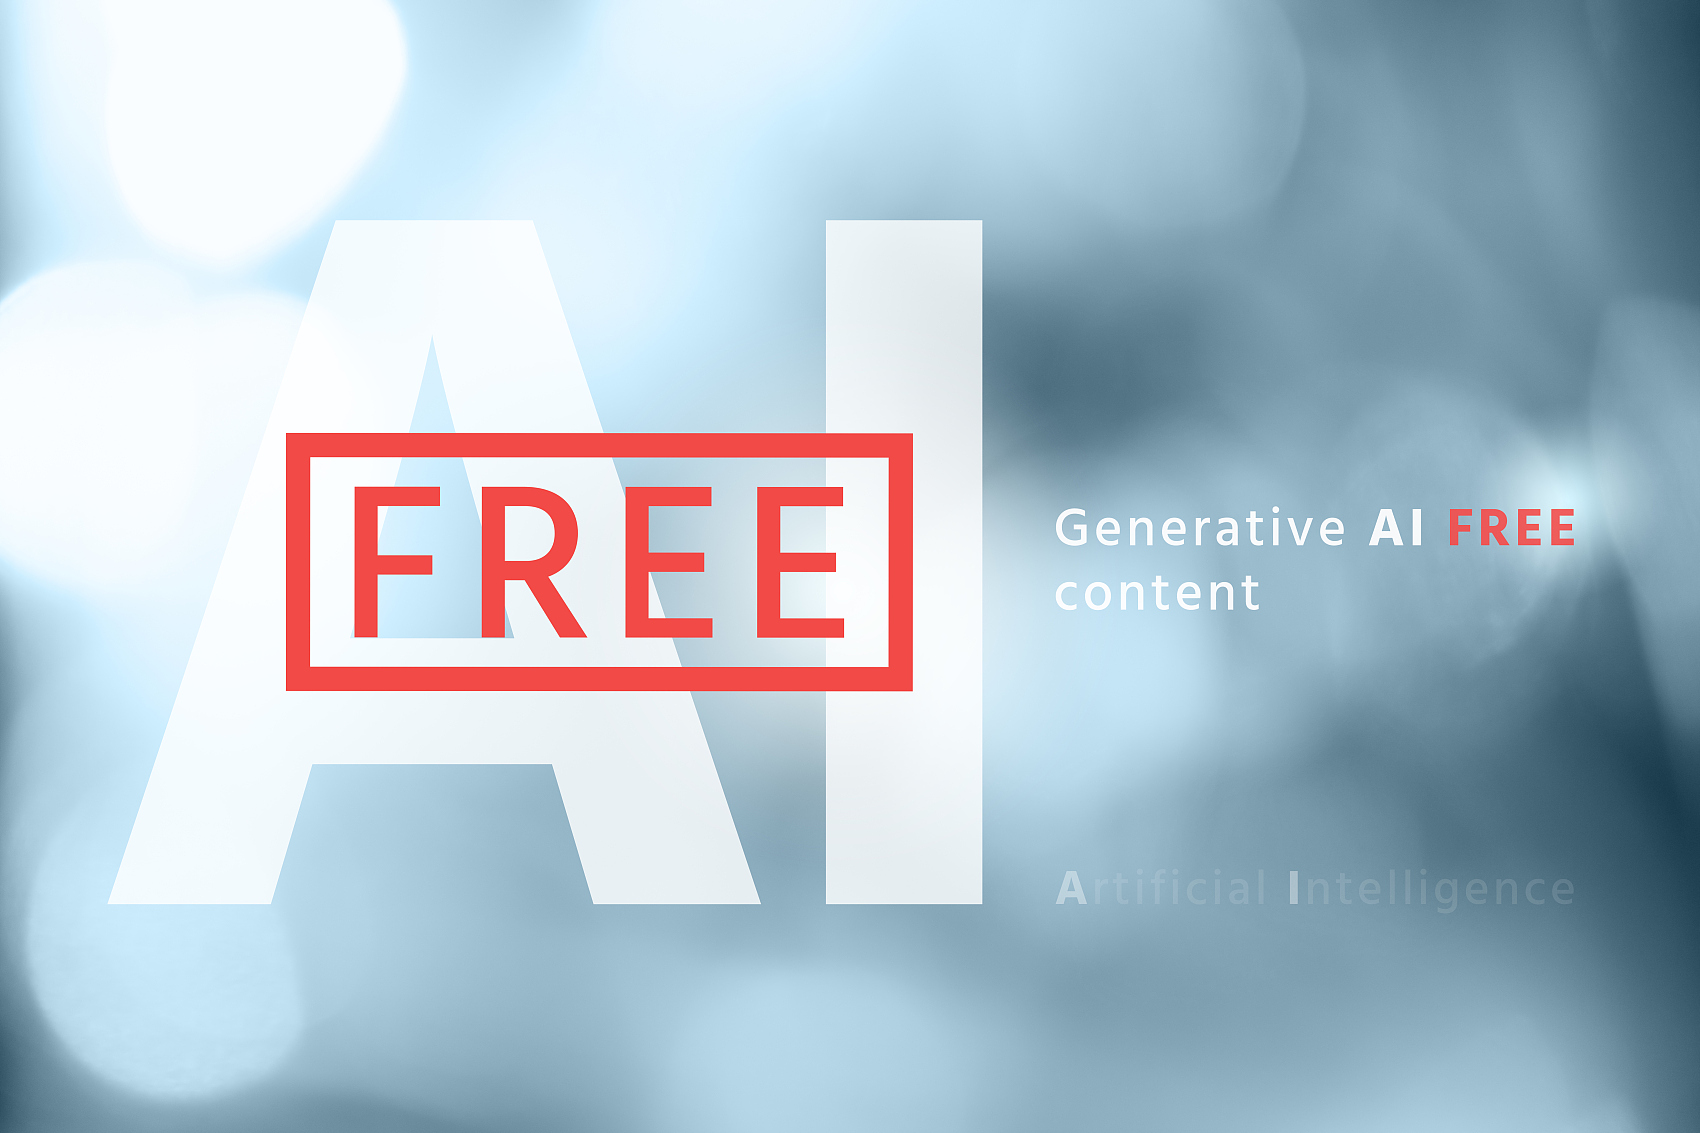 AI
FREE
Generative AI FREE
content
Artificial Intelligence